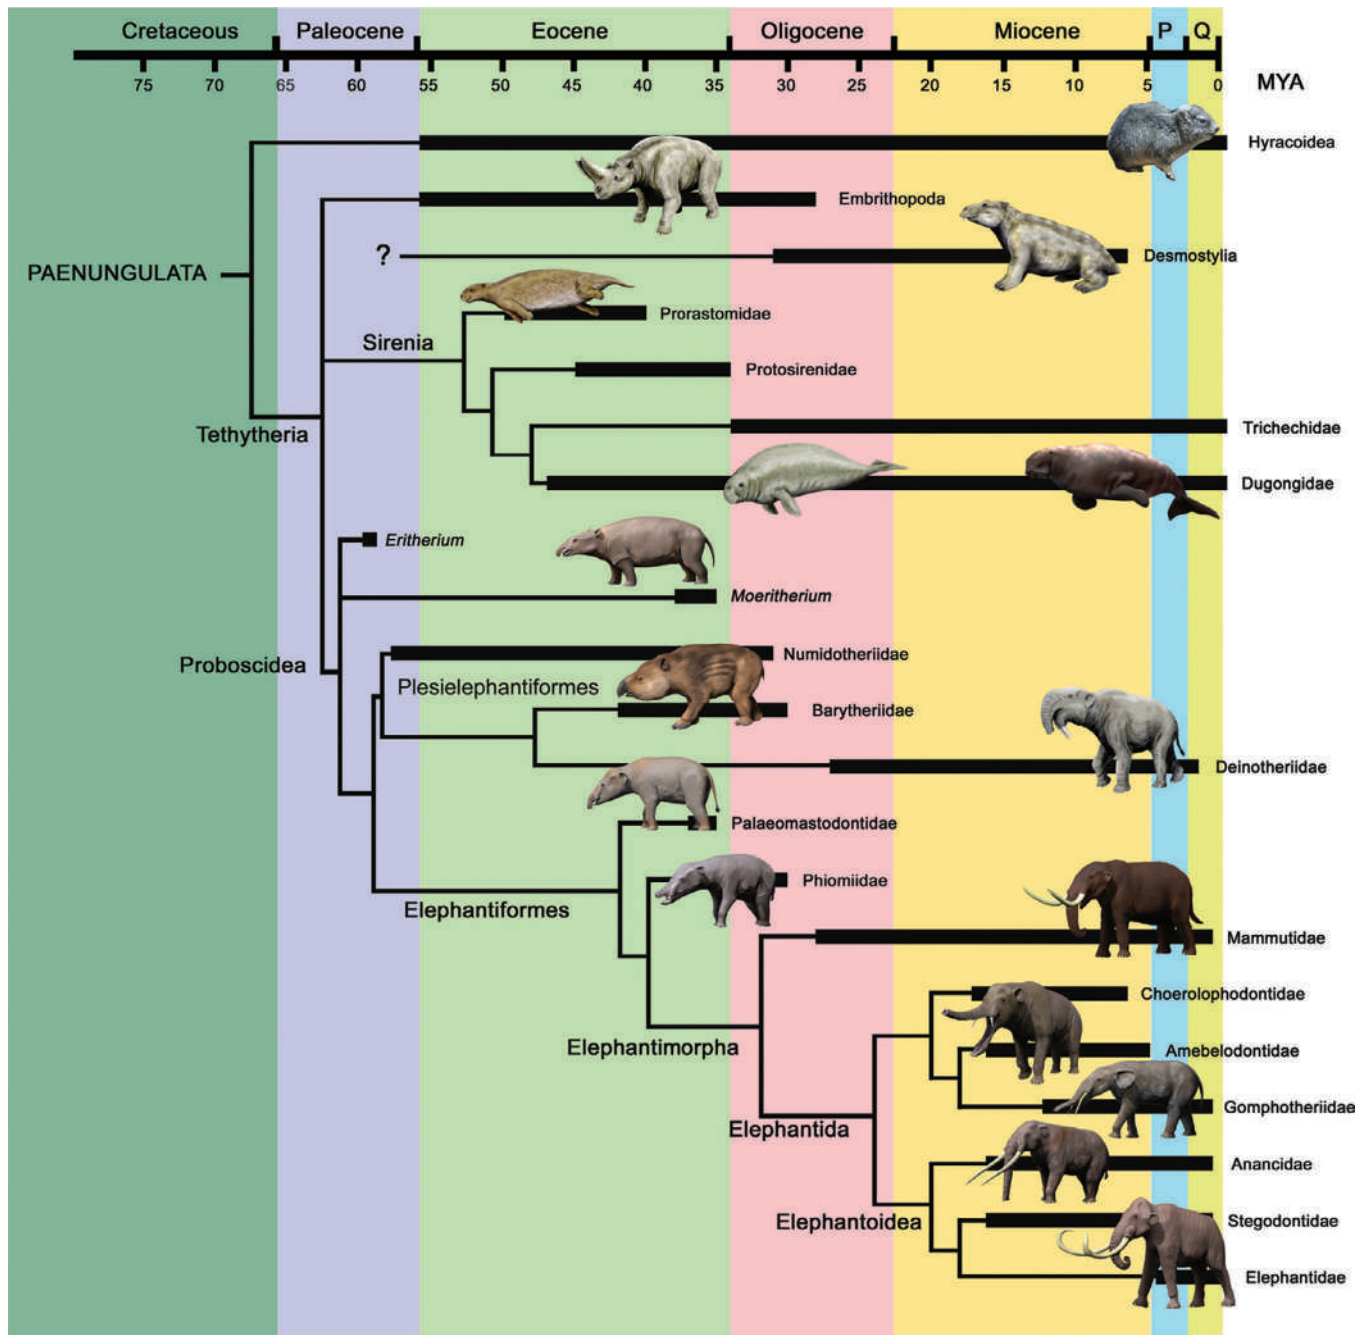 Cretaceous Paleocene Eocene Oligocene Miocene P Q
75 70 65 60 55 50 45 40 35 30 25 20 15 10 5 0 MYA
Hyracoidea
Embrithopoda
? Desmostylia
PAENUNGULATA
Prorastomidae
Sirenia
Protosirenidae
Trichechidae
Tethytheria
Dugongidae
Eritherium
Moeritherium
Numidotheriidae
Proboscidea
Plesielephantiformes
Barytheriidae
Deinotheriidae
Palaeomastodontidae
Phiomiidae
Elephantiformes
Mammutidae
Choerolophodontidae
Elephantimorpha
Amebelodontidae
Gomphotheriidae
Elephantida
Anancidae
Elephantoidea
Stegodontidae
Elephantidae